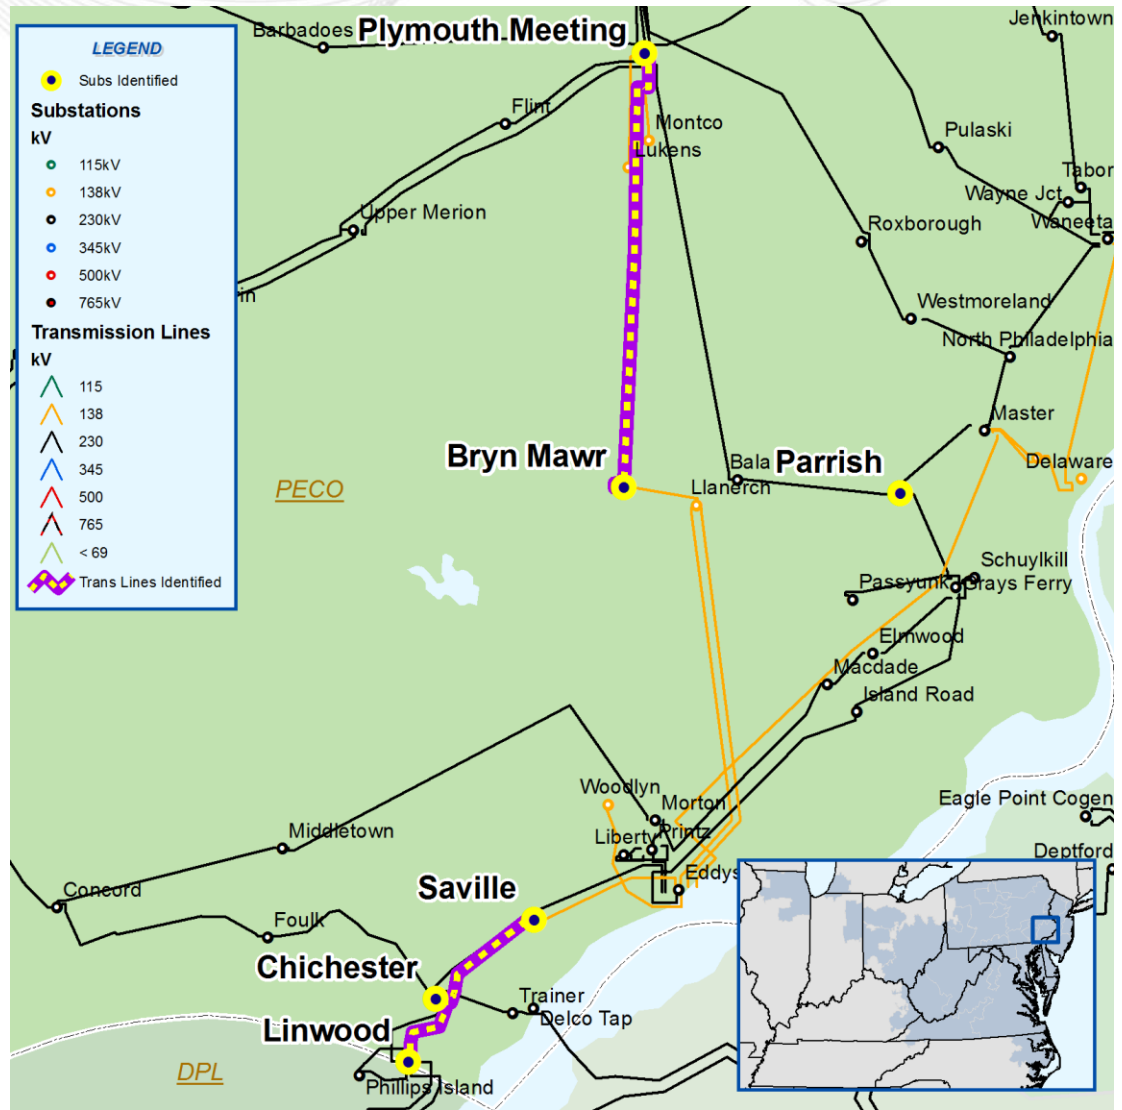 LEGEND
Subs Identified
Substations
kV
115kV
138kV
230kV
345kV
500kV
765kV
Transmission Lines
kV
115
138
230
345
500
765
< 69
Trans Lines Identified
Barbadoes
Plymouth Meeting
Jenkintown
Flint
Montco
Lukens
Pulaski
Tabor
Wayne Jct
Waneeta
Upper Merion
Roxborough
in
Westmoreland
North Philadelphia
Master
Bryn Mawr
Bala
Parrish
Delaware
Llanerch
PECO
Schuylkill
Passyunk
Grays Ferry
Elmwood
Macdade
Island Road
Woodlyn
Morton
Eagle Point Cogen
Middletown
Liberty
Printz
Deptford
Eddys
Saville
Concord
Foulk
Chichester
Trainer
Delco Tap
Linwood
DPL
Phillips Island